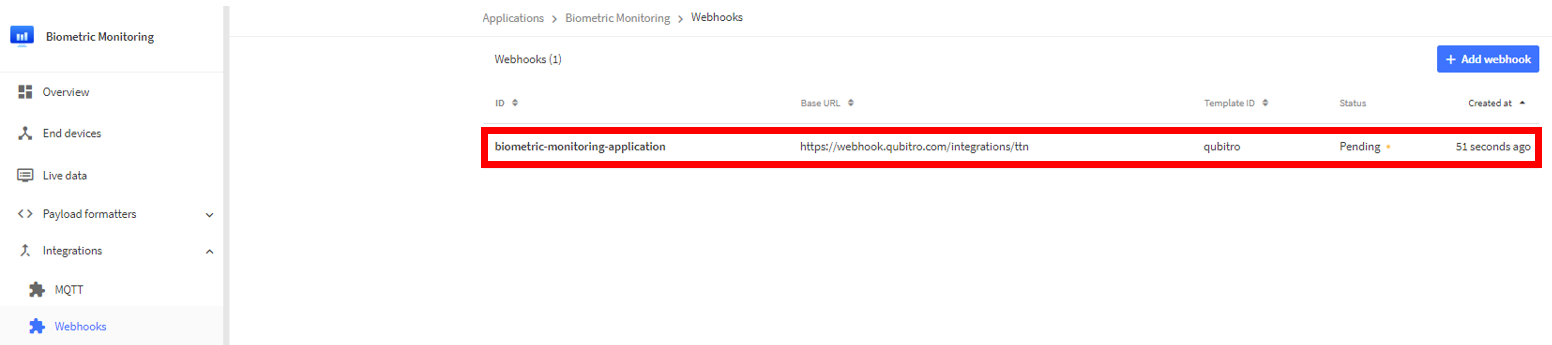 Biometric Monitoring
Overview
End devices
Live data
Payload formatters
Integrations
MQTT
Webhooks
Applications > Biometric Monitoring > Webhooks
Webhooks (1)
+ Add webhook
ID Base URL Template ID Status Created at
biometric-monitoring-application https://webhook.qubitro.com/integrations/ttn qubitro Pending 51 seconds ago